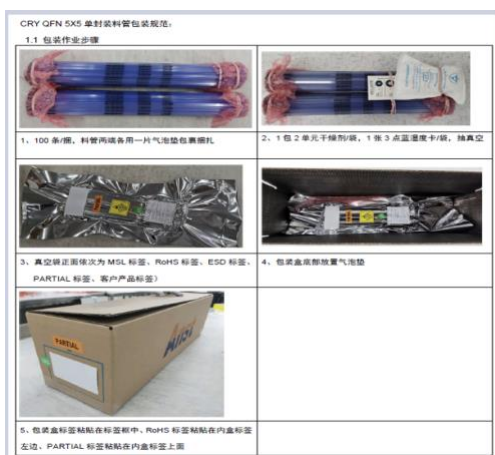 CRY QFN 5X5 单封装料管包装规范：
1.1 包装作业步骤
1、100 条/捆，料管两端各用一片气泡垫包裹捆扎
2、1 包 2 单元干燥剂/袋，1 张 3 点蓝湿度卡/袋，抽真空
3、真空袋正面依次为 MSL 标签、RoHS 标签、ESD 标签、
PARTIAL 标签、客户产品标签）
4、包装盒底部放置气泡垫
PARTIAL
5、包装盒标签粘贴在标签框中、RoHS 标签粘贴在内盒标签
左边、PARTIAL 标签粘贴在内盒标签上面